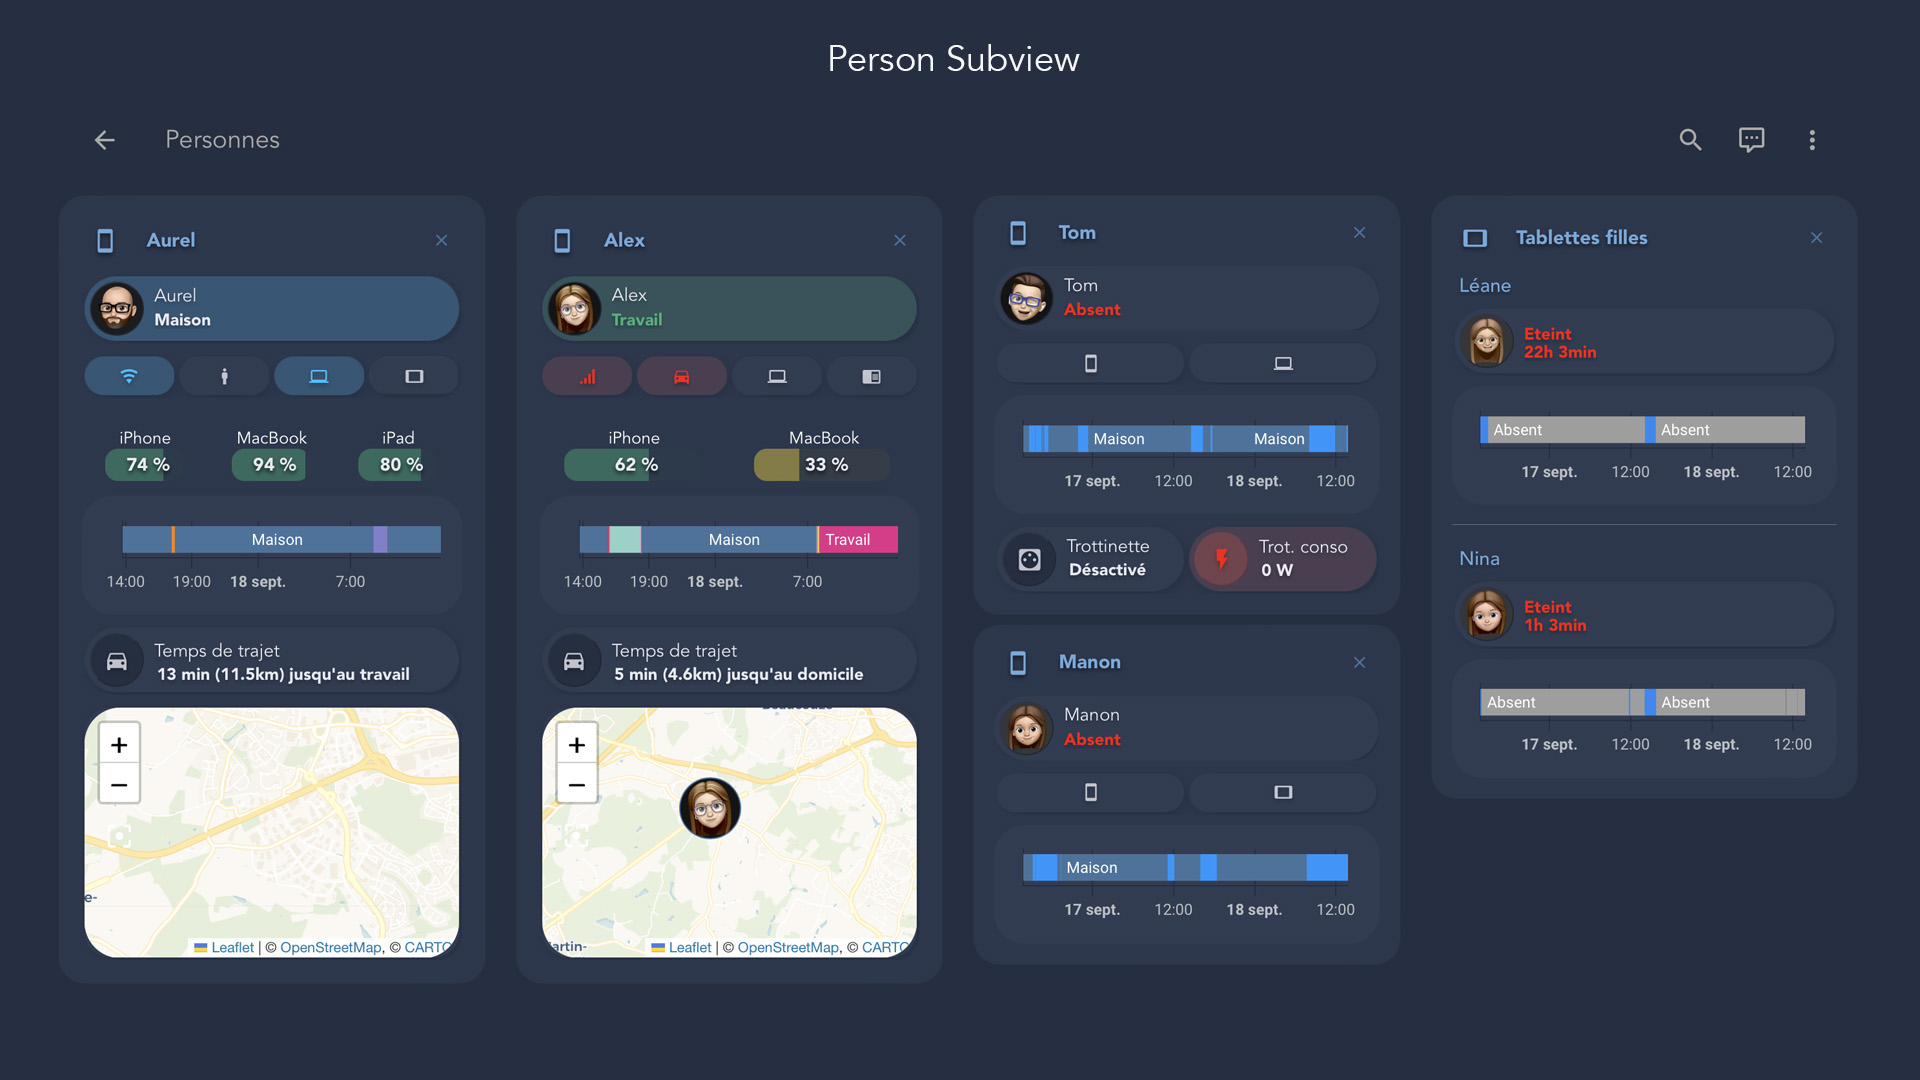 Person Subview
Personnes
Aurel
Aurel
Maison
iPhone
MacBook
iPad
74 %
94 %
80 %
Maison
14:00
19:00
18 sept.
7:00
Temps de trajet
13 min (11.5km) jusqu'au travail
+
−
e-
Leaflet | © OpenStreetMap, © CARTO
Alex
Alex
Travail
iPhone
MacBook
62 %
33 %
Maison
Travail
14:00
19:00
18 sept.
7:00
Temps de trajet
5 min (4.6km) jusqu'au domicile
+
−
artin-
Leaflet | © OpenStreetMap, © CARTO
Tom
Tom
Absent
Maison
Maison
17 sept.
12:00
18 sept.
12:00
Trottinette
Désactivé
Trot. conso
0 W
Manon
Manon
Absent
Maison
17 sept.
12:00
18 sept.
12:00
Tablettes filles
Léane
Eteint
22h 3min
Absent
Absent
17 sept.
12:00
18 sept.
12:00
Nina
Eteint
1h 3min
Absent
Absent
17 sept.
12:00
18 sept.
12:00